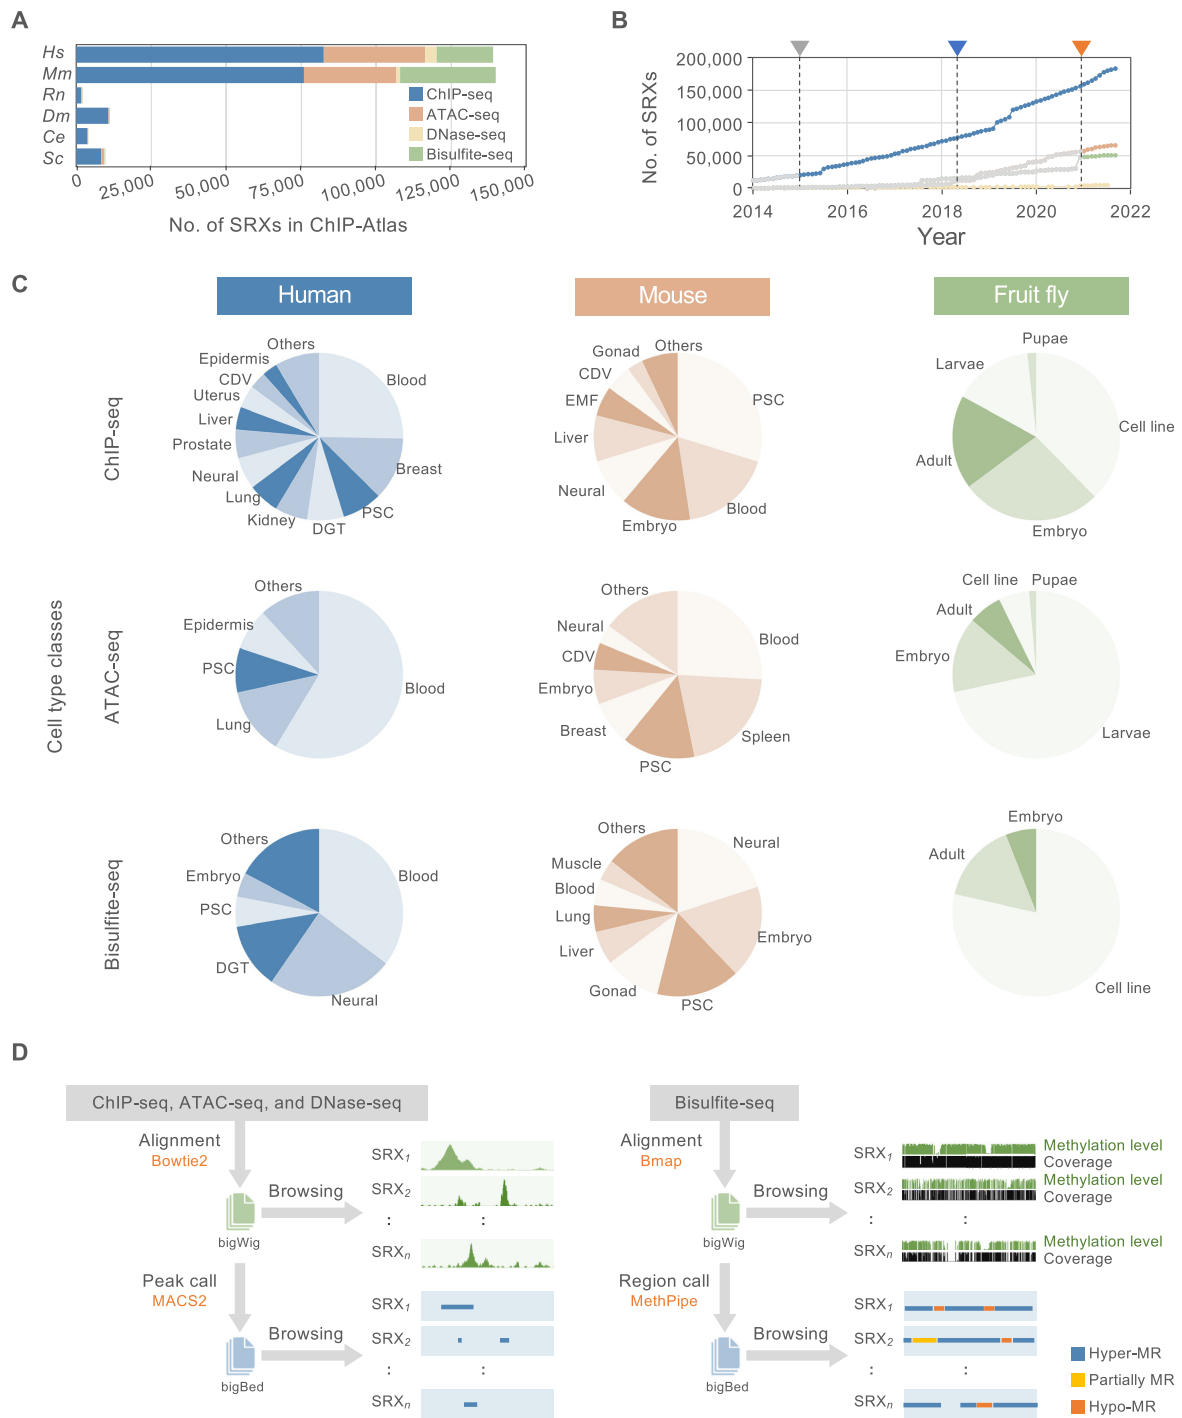 A
Hs
Mm
Rn
Dm
Ce
Sc
ChIP-seq
ATAC-seq
DNase-seq
Bisulfite-seq
0
25,000
50,000
75,000
100,000
125,000
150,000
No. of SRXs in ChIP-Atlas
B
No. of SRXs
200,000
150,000
100,000
50,000
0
2014
2016
2018
2020
2022
Year
C
Human
Mouse
Fruit fly
Cell type classes
ChIP-seq
Others
Epidermis
CDV
Uterus
Liver
Prostate
Neural
Lung
Kidney
DGT
PSC
Breast
Blood
Others
Gonad
CDV
EMF
Liver
Neural
Embryo
Blood
PSC
Pupae
Larvae
Adult
Embryo
Cell line
ATAC-seq
Others
Epidermis
PSC
Lung
Blood
Others
Neural
CDV
Embryo
Breast
PSC
Spleen
Blood
Cell line
Pupae
Adult
Embryo
Larvae
Bisulfite-seq
Others
Embryo
PSC
DGT
Neural
Blood
Others
Muscle
Blood
Lung
Liver
Gonad
PSC
Embryo
Neural
Embryo
Adult
Cell line
D
ChIP-seq, ATAC-seq, and DNase-seq
Alignment
Bowtie2
bigWig
Browsing
SRX1
SRX2
:
:
SRXn
Peak call
MACS2
bigBed
Browsing
SRX1
SRX2
:
:
SRXn
Bisulfite-seq
Alignment
Bmap
bigWig
Browsing
SRX1
Methylation level
Coverage
SRX2
Methylation level
Coverage
:
:
SRXn
Methylation level
Coverage
Region call
MethPipe
bigBed
Browsing
SRX1
SRX2
:
:
SRXn
Hyper-MR
Partially MR
Hypo-MR